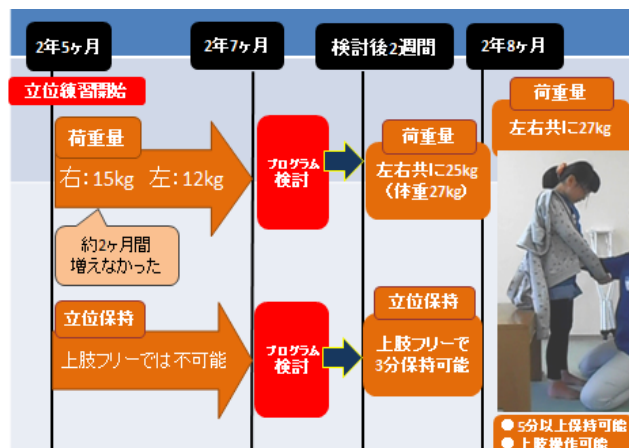 2年5ヶ月
2年7ヶ月
検討後2週間
2年8ヶ月
立位練習開始
荷重量
右:15kg 左:12kg
約2ヶ月間
増えなかった
プログラム
検討
荷重量
左右共に25kg
(体重27kg)
荷重量
左右共に27kg
立位保持
上肢フリーでは不可能
プログラム
検討
立位保持
上肢フリーで
3分保持可能
● 5分以上保持可能
● 上肢操作可能